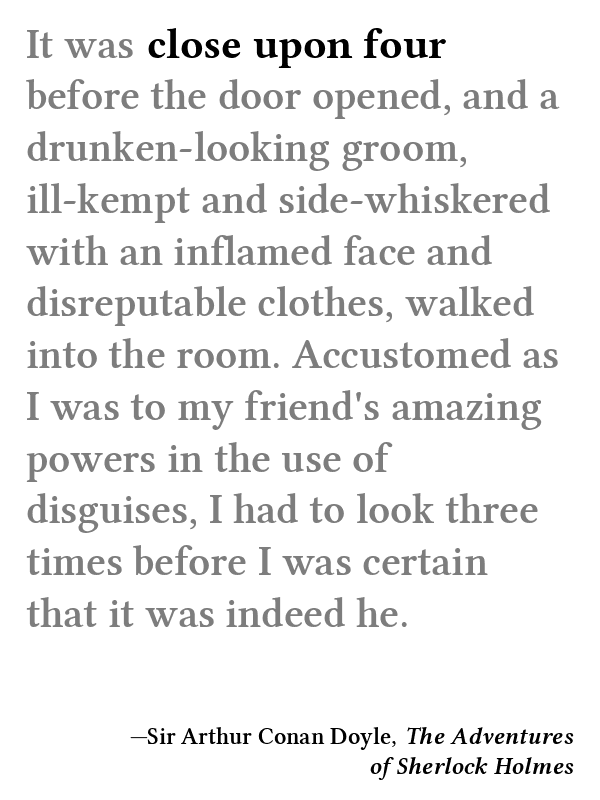 It was close upon four
before the door opened, and a
drunken-looking groom,
ill-kempt and side-whiskered
with an inflamed face and
disreputable clothes, walked
into the room. Accustomed as
I was to my friend's amazing
powers in the use of
disguises, I had to look three
times before I was certain
that it was indeed he.
—Sir Arthur Conan Doyle, The Adventures
of Sherlock Holmes